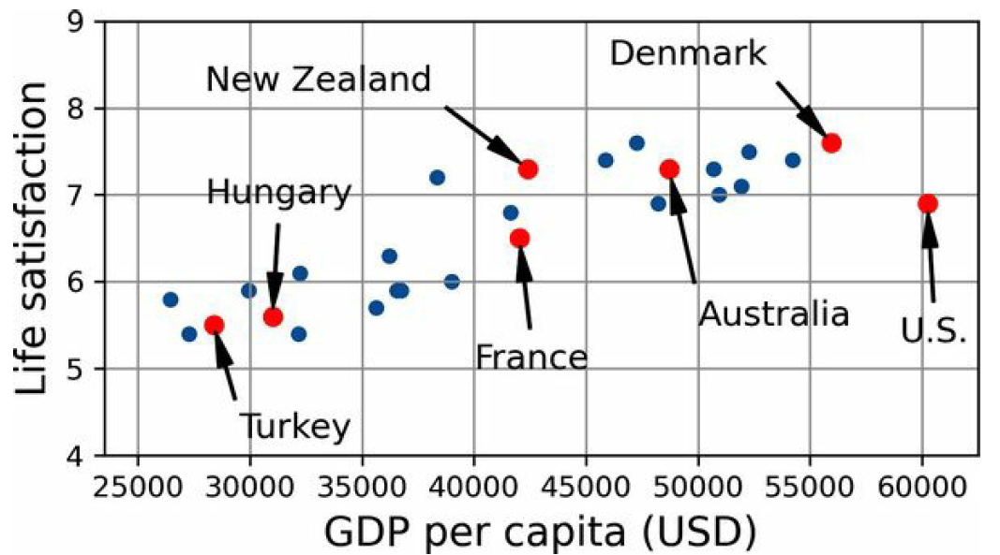 9
Denmark
New Zealand
8
Hungary
7
6
Australia
U.S.
France
5
Turkey
4
Life satisfaction
25000 30000 35000 40000 45000 50000 55000 60000
GDP per capita (USD)